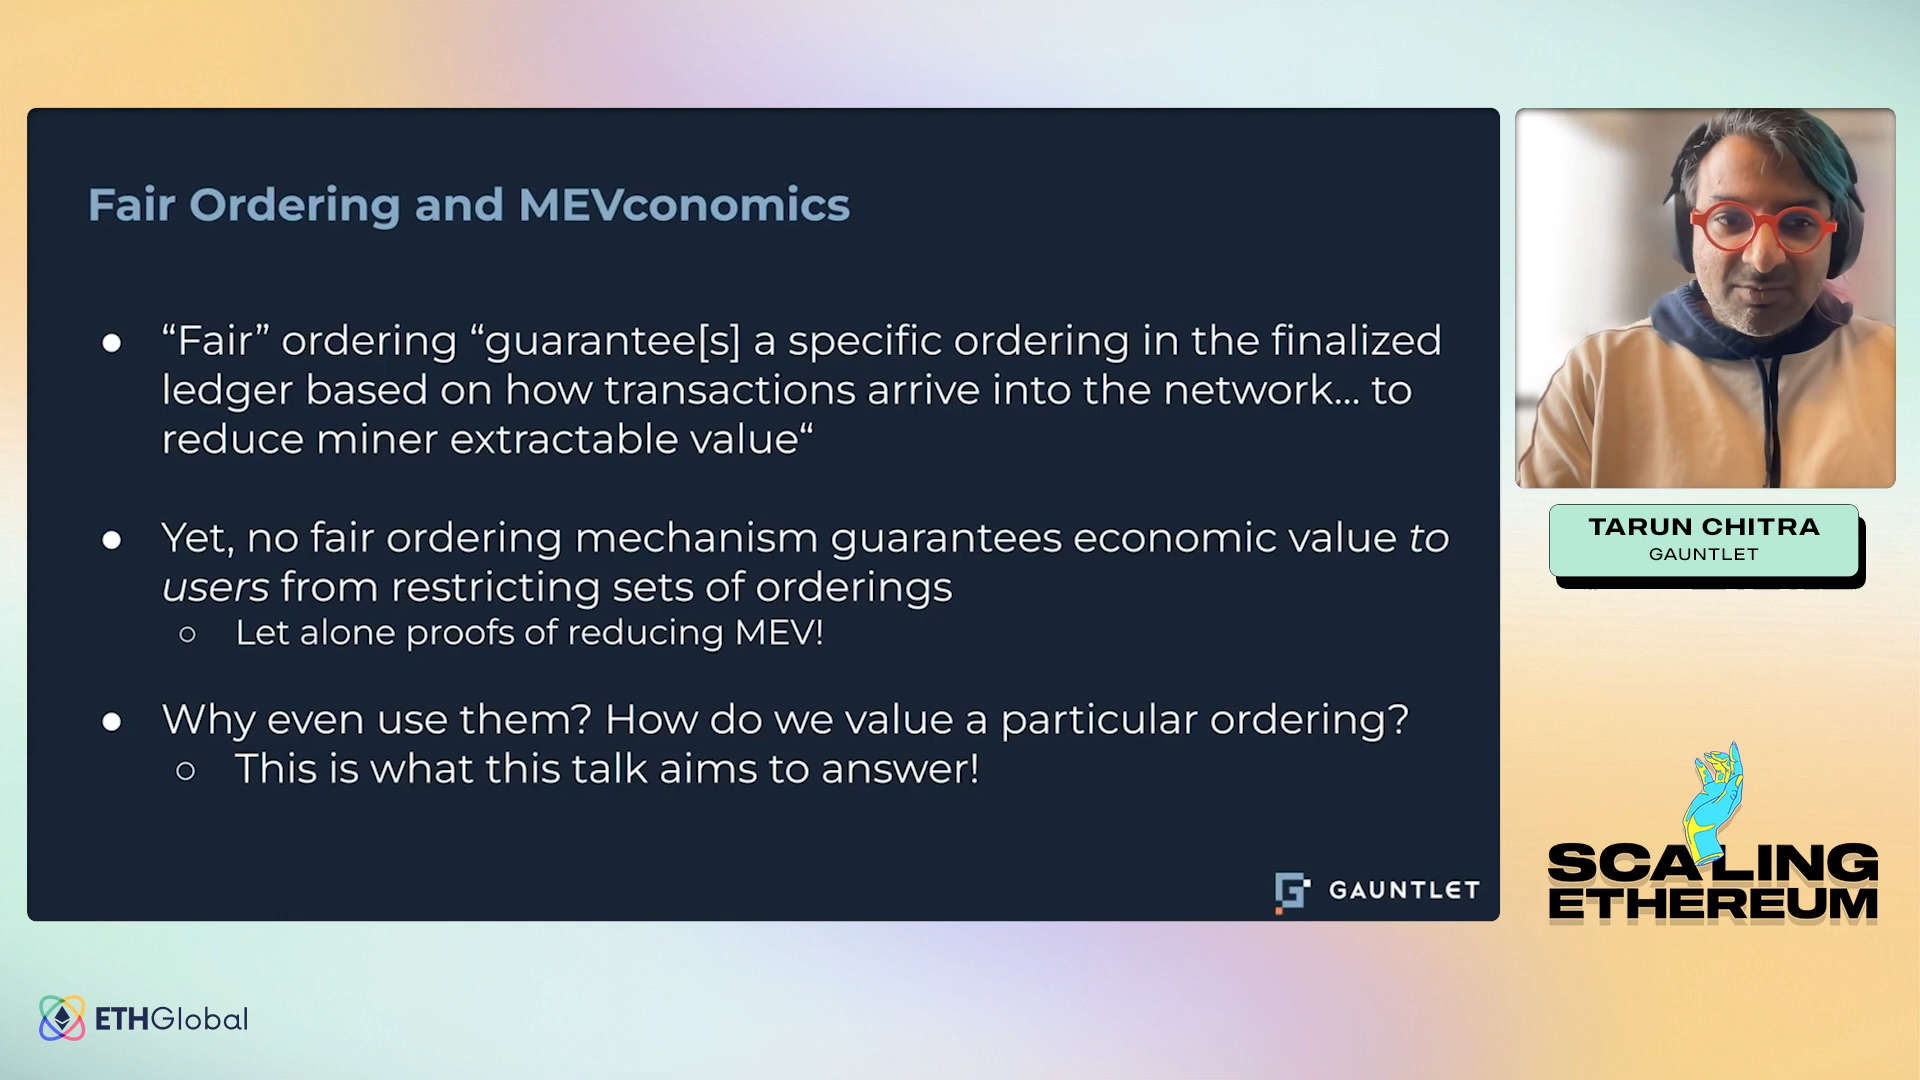 Fair Ordering and MEVconomics
● “Fair” ordering “guarantee[s] a specific ordering in the finalized
ledger based on how transactions arrive into the network... to
reduce miner extractable value“
● Yet, no fair ordering mechanism guarantees economic value to
users from restricting sets of orderings
○ Let alone proofs of reducing MEV!
● Why even use them? How do we value a particular ordering?
○ This is what this talk aims to answer!
GAUNTLET
TARUN CHITRA
GAUNTLET
SCALING
ETHEREUM
ETHGlobal